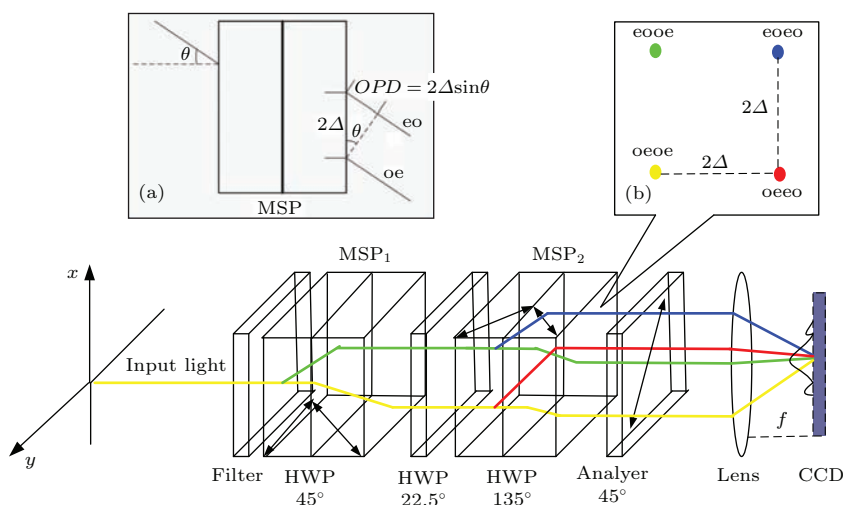 θ
OPD = 2Δsinθ
2Δ
θ
eo
oe
(a)
MSP
eooe
eoeo
2Δ
oeoe
2Δ
(b)
oeeo
MSP₁
MSP₂
x
Input light
y
f
Filter
HWP
45°
HWP
22.5°
HWP
135°
Analyer
45°
Lens
CCD